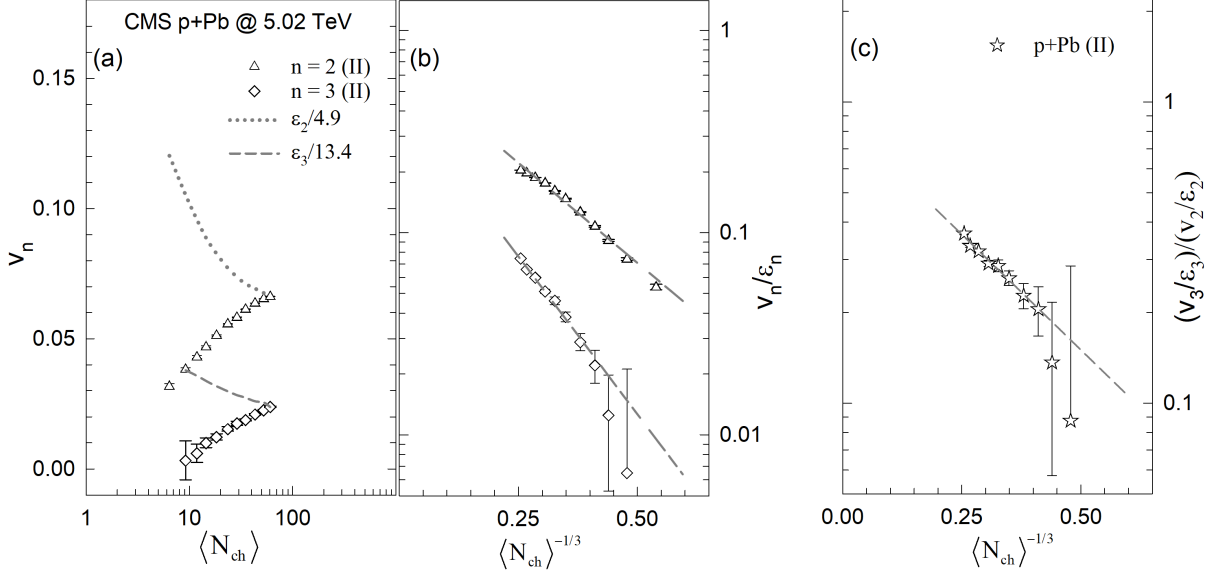 CMS p+Pb @ 5.02 TeV
(a)
n = 2 (II)
n = 3 (II)
ε2/4.9
ε3/13.4
0.15
0.10
0.05
0.00
vn
1
10
100
⟨Nch⟩
(b)
1
0.1
0.01
vn/εn
0.25
0.50
⟨Nch⟩−1/3
(c)
p+Pb (II)
1
0.1
(v3/ε3)/(v2/ε2)
0.00
0.25
0.50
⟨Nch⟩−1/3